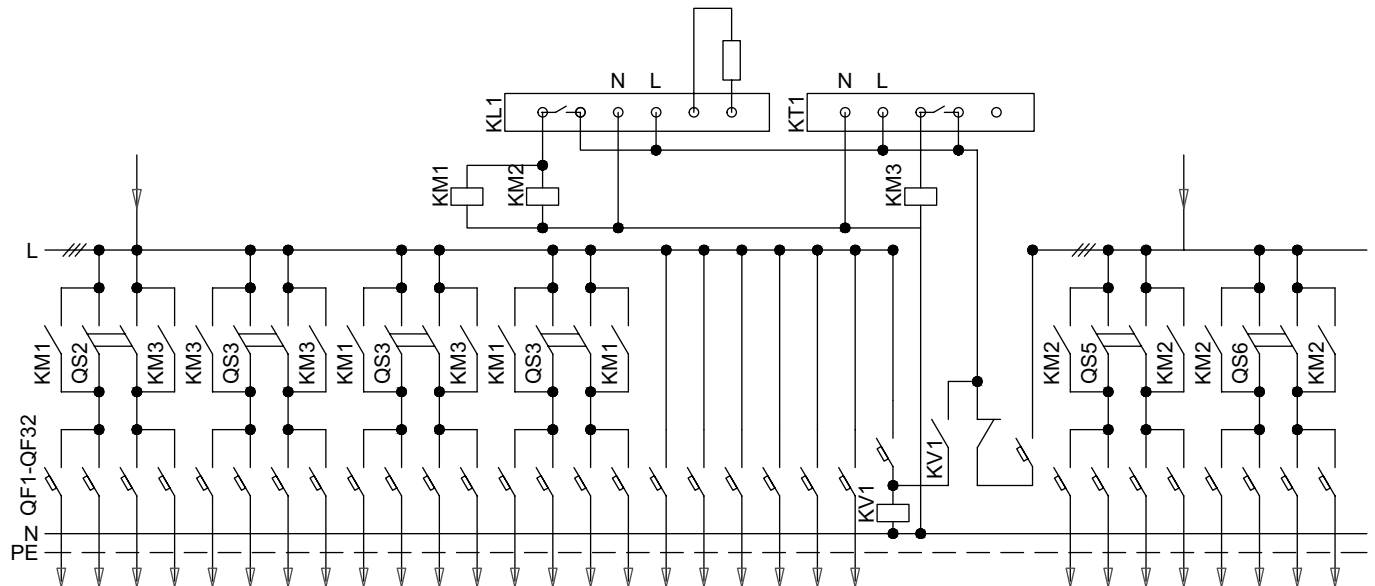 N L
N L
KL1
KT1
KM1
KM2
KM3
L
KM1
QS2
KM3
KM3
QS3
KM3
KM1
QS3
KM3
KM1
QS3
KM1
KM2
QS5
KM2
KM2
QS6
KM2
QF1-QF32
KV1
KV1
N
PE